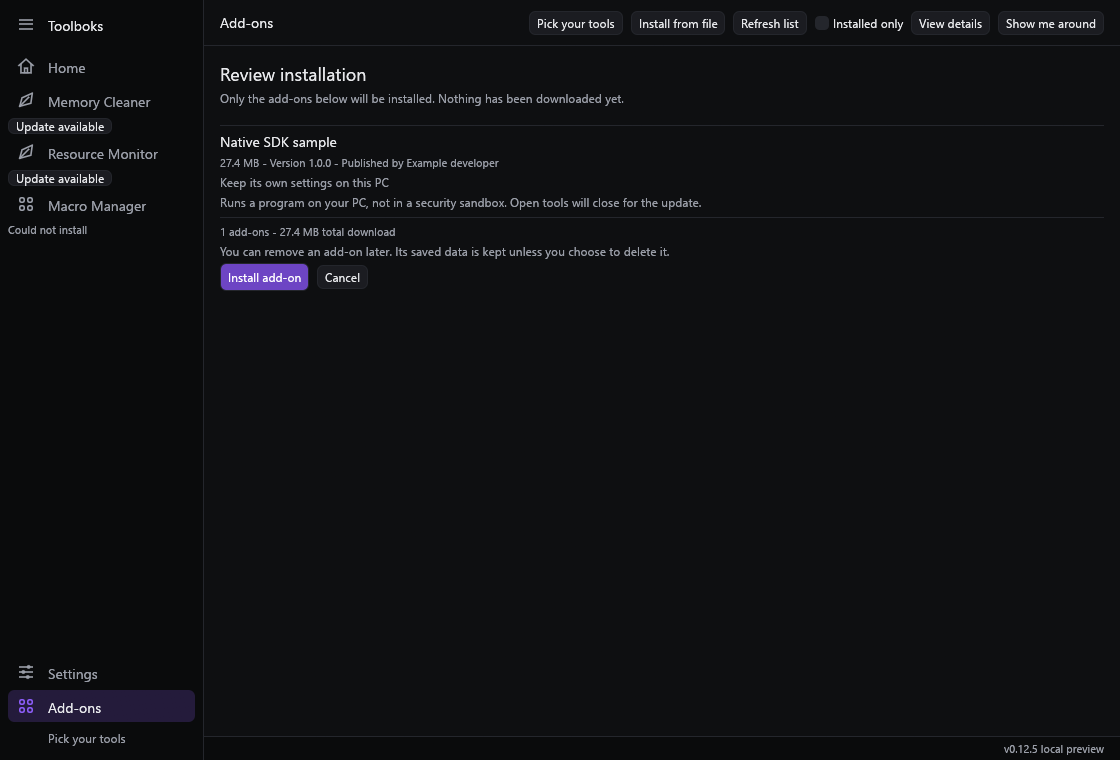 Toolboks
Home
Memory Cleaner
Update available
Resource Monitor
Update available
Macro Manager
Could not install
Settings
Add-ons
Pick your tools
Add-ons
Pick your tools
Install from file
Refresh list
Installed only
View details
Show me around
Review installation
Only the add-ons below will be installed. Nothing has been downloaded yet.
Native SDK sample
27.4 MB - Version 1.0.0 - Published by Example developer
Keep its own settings on this PC
Runs a program on your PC, not in a security sandbox. Open tools will close for the update.
1 add-ons - 27.4 MB total download
You can remove an add-on later. Its saved data is kept unless you choose to delete it.
Install add-on
Cancel
v0.12.5 local preview